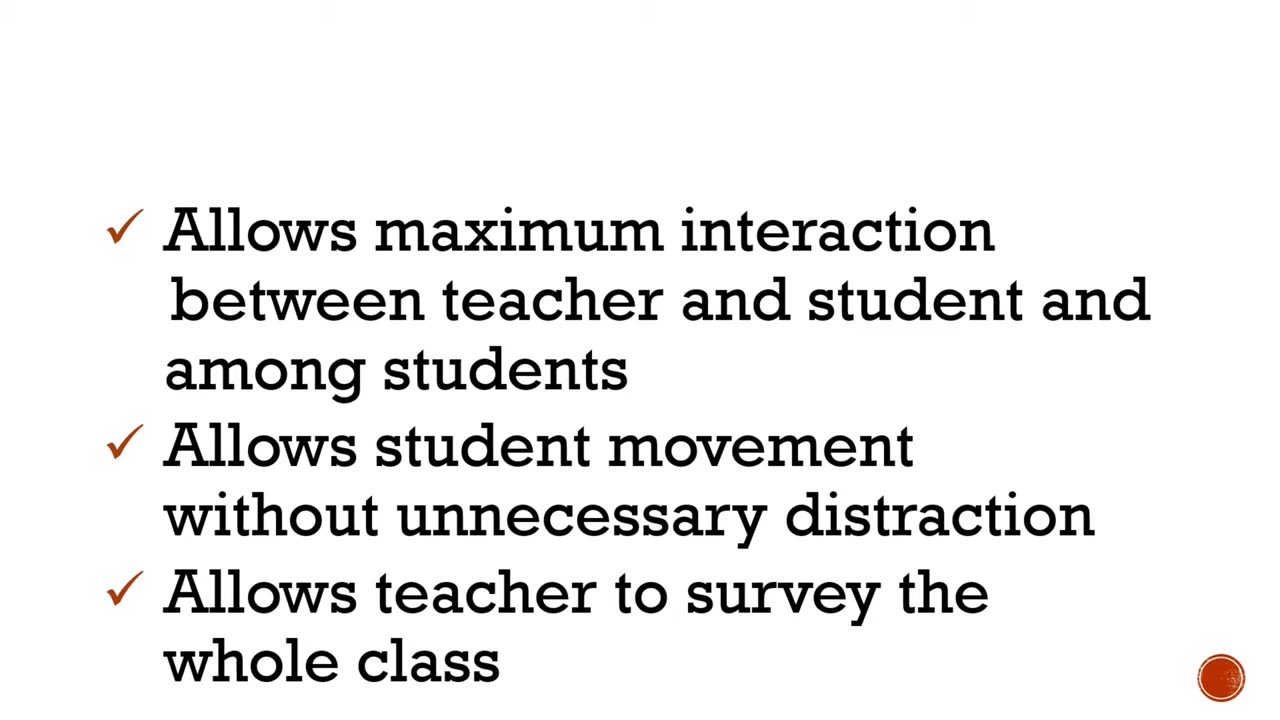 ✓ Allows maximum interaction
between teacher and student and
among students
✓ Allows student movement
without unnecessary distraction
✓ Allows teacher to survey the
whole class